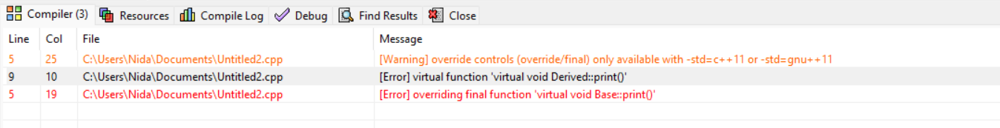 Compiler (3) Resources Compile Log Debug Find Results Close
Line Col File Message
5 25 C:\Users\Nida\Documents\Untitled2.cpp [Warning] override controls (override/final) only available with -std=c++11 or -std=gnu++11
9 10 C:\Users\Nida\Documents\Untitled2.cpp [Error] virtual function 'virtual void Derived::print()'
5 19 C:\Users\Nida\Documents\Untitled2.cpp [Error] overriding final function 'virtual void Base::print()'